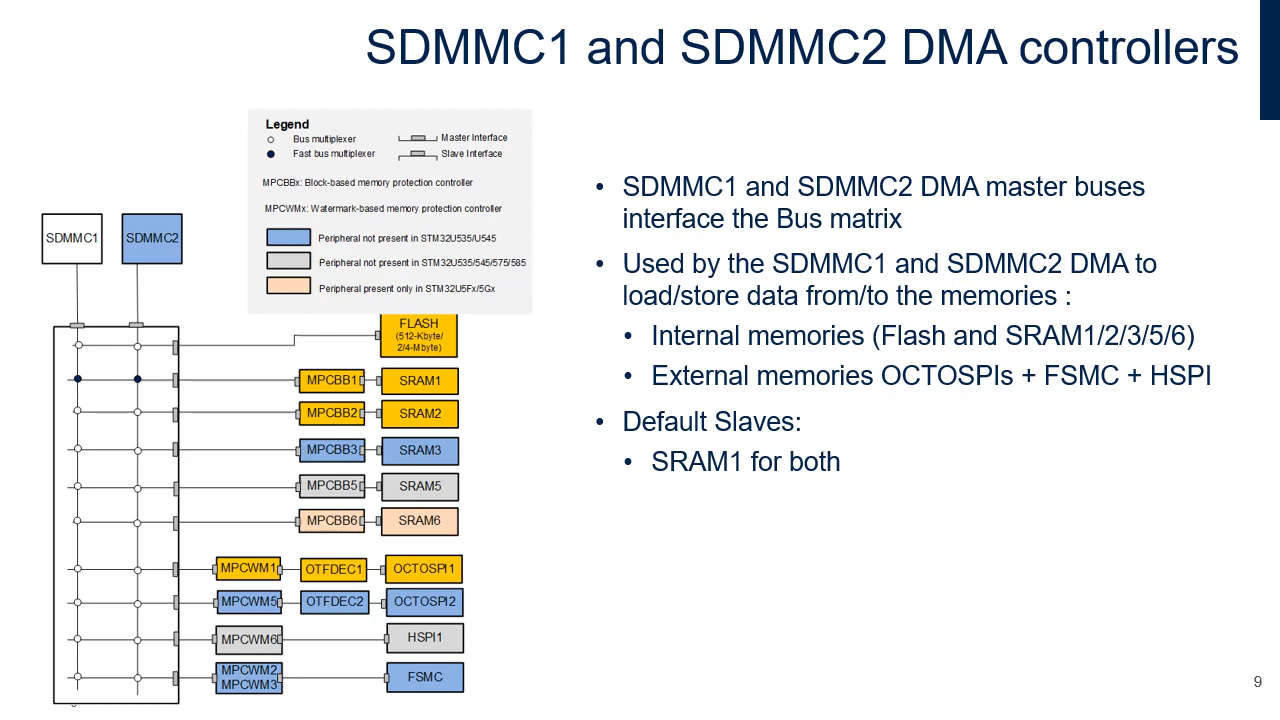 SDMMC1 and SDMMC2 DMA controllers
Legend
Bus multiplexer
Master Interface
Fast bus multiplexer
Slave Interface
MPCBBx: Block-based memory protection controller
MPCWMx: Watermark-based memory protection controller
Peripheral not present in STM32U535/U545
Peripheral not present in STM32U535/545/575/585
Peripheral present only in STM32U5Fx/5Gx
SDMMC1
SDMMC2
FLASH
(512-Kbyte/
2/4-Mbyte)
MPCBB1
SRAM1
MPCBB2
SRAM2
MPCBB3
SRAM3
MPCBB5
SRAM5
MPCBB6
SRAM6
MPCWM1
OTFDEC1
OCTOSPI1
MPCWM5
OTFDEC2
OCTOSPI2
MPCWM6
HSPI1
MPCWM2
MPCWM3
FSMC
• SDMMC1 and SDMMC2 DMA master buses
interface the Bus matrix
• Used by the SDMMC1 and SDMMC2 DMA to
load/store data from/to the memories :
• Internal memories (Flash and SRAM1/2/3/5/6)
• External memories OCTOSPIs + FSMC + HSPI
• Default Slaves:
• SRAM1 for both
9